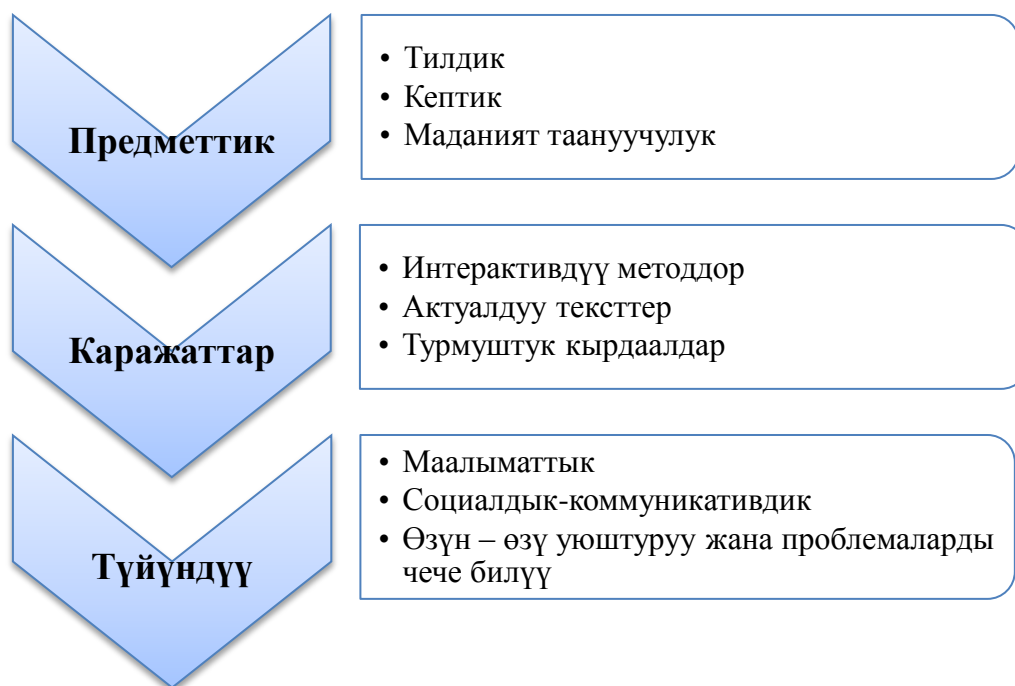 Предметтик
• Тилдик
• Кептик
• Маданият таануучулук
Каражаттар
• Интерактивдүү методдор
• Актуалдуу тексттер
• Турмуштук кырдаалдар
Түйүндүү
• Маалыматтык
• Социалдык-коммуникативдик
• Өзүн – өзү уюштуруу жана проблемаларды
чече билүү